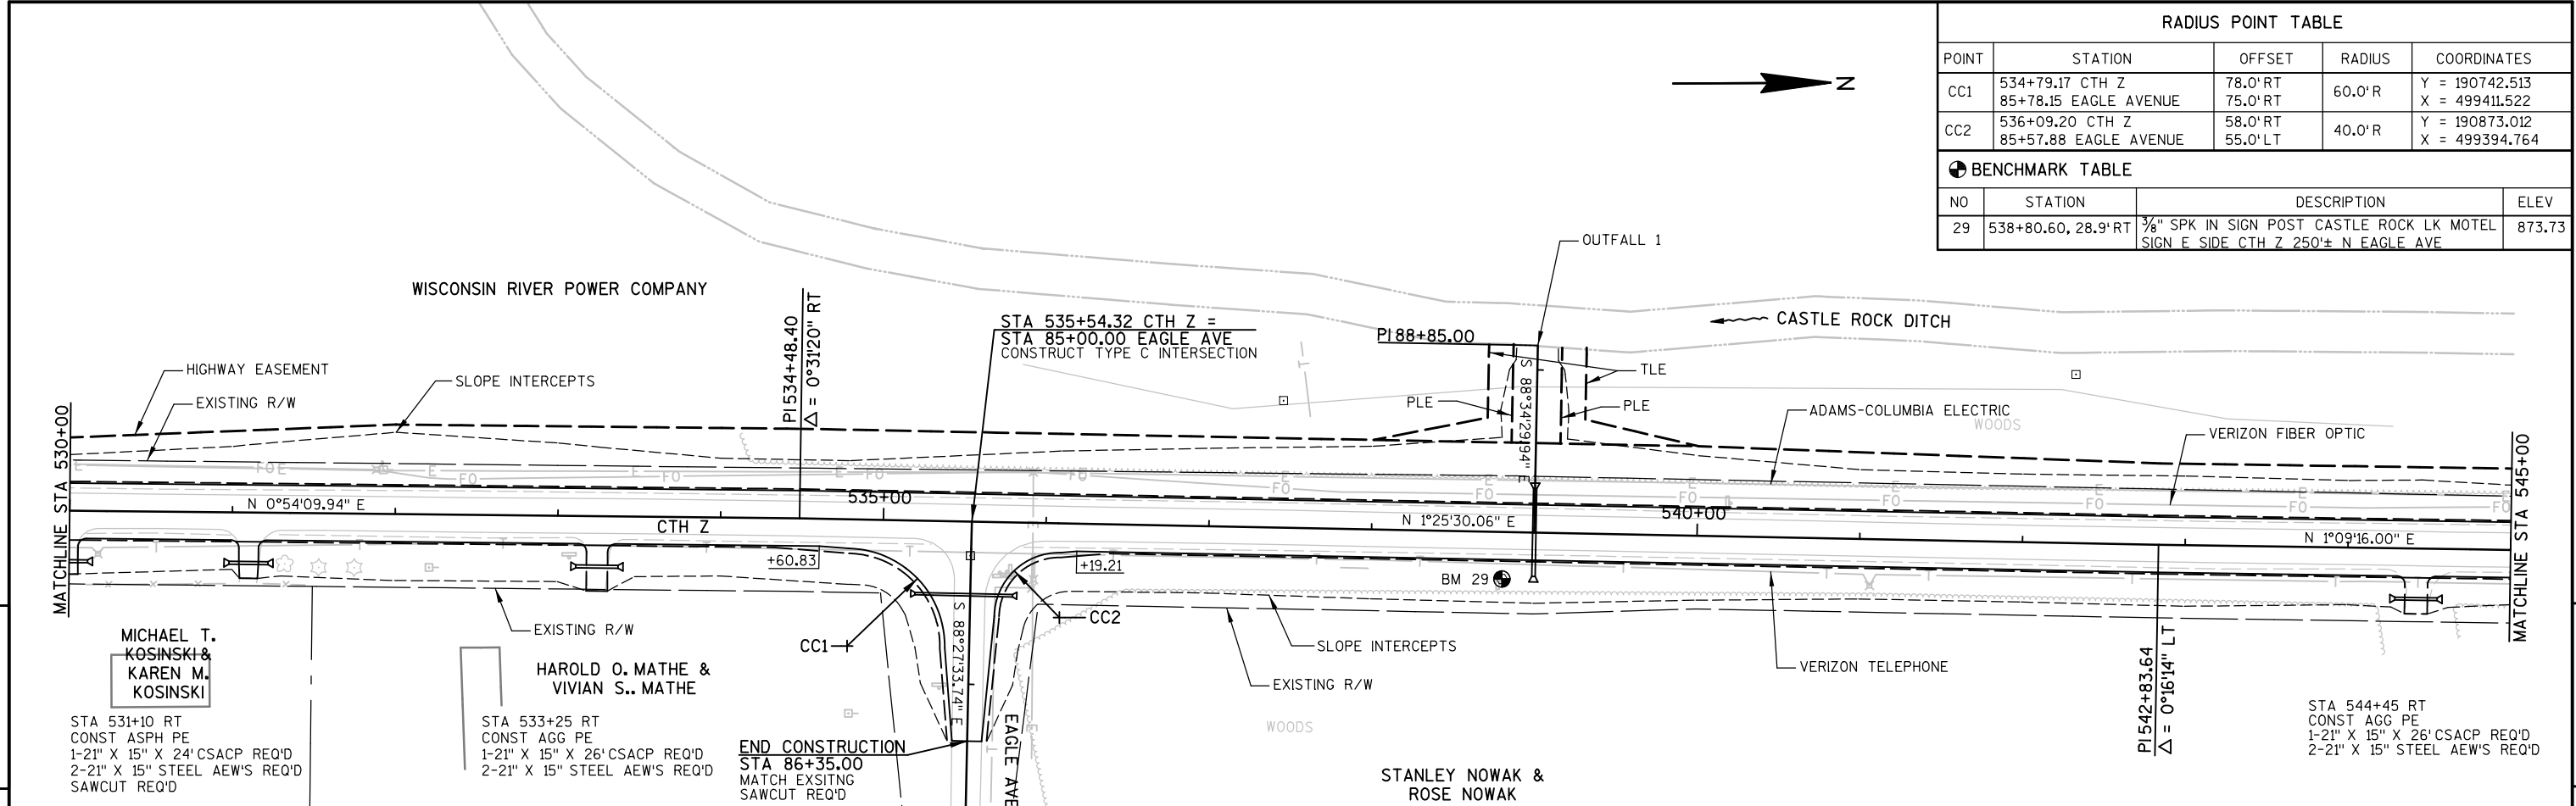 RADIUS POINT TABLE
POINT STATION OFFSET RADIUS COORDINATES
CC1 534+79.17 CTH Z 78.0' RT 60.0' R Y = 190742.513
85+78.15 EAGLE AVENUE 75.0' RT X = 499411.522
CC2 536+09.20 CTH Z 58.0' RT 40.0' R Y = 190873.012
85+57.88 EAGLE AVENUE 55.0' LT X = 499394.764
BENCHMARK TABLE
NO STATION DESCRIPTION ELEV
29 538+80.60, 28.9' RT 3/8" SPK IN SIGN POST CASTLE ROCK LK MOTEL 873.73
SIGN E SIDE CTH Z 250'± N EAGLE AVE
N
OUTFALL 1
WISCONSIN RIVER POWER COMPANY
PI 534+48.40
Δ = 0°31'20" RT
STA 535+54.32 CTH Z =
STA 85+00.00 EAGLE AVE
CONSTRUCT TYPE C INTERSECTION
PI 88+85.00
CASTLE ROCK DITCH
HIGHWAY EASEMENT
SLOPE INTERCEPTS
EXISTING R/W
TLE
PLE
PLE
S 88°34'29.94" E
ADAMS-COLUMBIA ELECTRIC
WOODS
VERIZON FIBER OPTIC
MATCHLINE STA 530+00
MATCHLINE STA 545+00
E FO E E FO E FO E FO E FO
E FO E FO E FO E FO E FO E FO
N 0°54'09.94" E
535+00
CTH Z
N 1°25'30.06" E
540+00
N 1°09'16.00" E
+60.83
+19.21
BM 29
T T T T T T T T T T T T
CC1
CC2
S 88°27'33.74" E
EXISTING R/W
SLOPE INTERCEPTS
EXISTING R/W
VERIZON TELEPHONE
MICHAEL T.
KOSINSKI &
KAREN M.
KOSINSKI
HAROLD O. MATHE &
VIVIAN S.. MATHE
STA 531+10 RT
CONST ASPH PE
1-21" X 15" X 24' CSACP REQ'D
2-21" X 15" STEEL AEW'S REQ'D
SAWCUT REQ'D
STA 533+25 RT
CONST AGG PE
1-21" X 15" X 26' CSACP REQ'D
2-21" X 15" STEEL AEW'S REQ'D
END CONSTRUCTION
STA 86+35.00
MATCH EXSITNG
SAWCUT REQ'D
EAGLE AVE
WOODS
STANLEY NOWAK &
ROSE NOWAK
PI 542+83.64
Δ = 0°16'14" LT
STA 544+45 RT
CONST AGG PE
1-21" X 15" X 26' CSACP REQ'D
2-21" X 15" STEEL AEW'S REQ'D